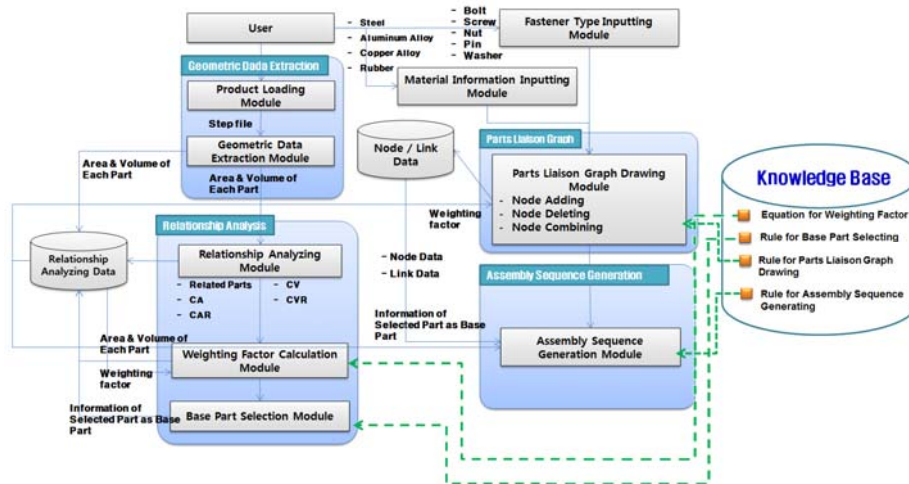 User
- Steel
- Aluminum Alloy
- Copper Alloy
- Rubber
- Bolt
- Screw
- Nut
- Pin
- Washer
Fastener Type Inputting
Module
Material Information Inputting
Module
Geometric Dada Extraction
Product Loading
Module
Step file
Geometric Data
Extraction Module
Area & Volume of
Each Part
Area & Volume of
Each Part
Node / Link
Data
Parts Liaison Graph
Parts Liaison Graph Drawing
Module
- Node Adding
- Node Deleting
- Node Combining
Weighting
factor
Knowledge Base
Equation for Weighting Factor
Rule for Base Part Selecting
Rule for Parts Liaison Graph
Drawing
Rule for Assembly Sequence
Generating
Relationship
Analyzing Data
Relationship Analysis
Relationship Analyzing
Module
- Related Parts
- CA
- CAR
- CV
- CVR
- Node Data
- Link Data
Assembly Sequence Generation
Information of
Selected Part as Base
Part
Assembly Sequence
Generation Module
Area & Volume of
Each Part
Weighting Factor Calculation
Module
Weighting
factor
Information of
Selected Part as Base
Part
Base Part Selection Module